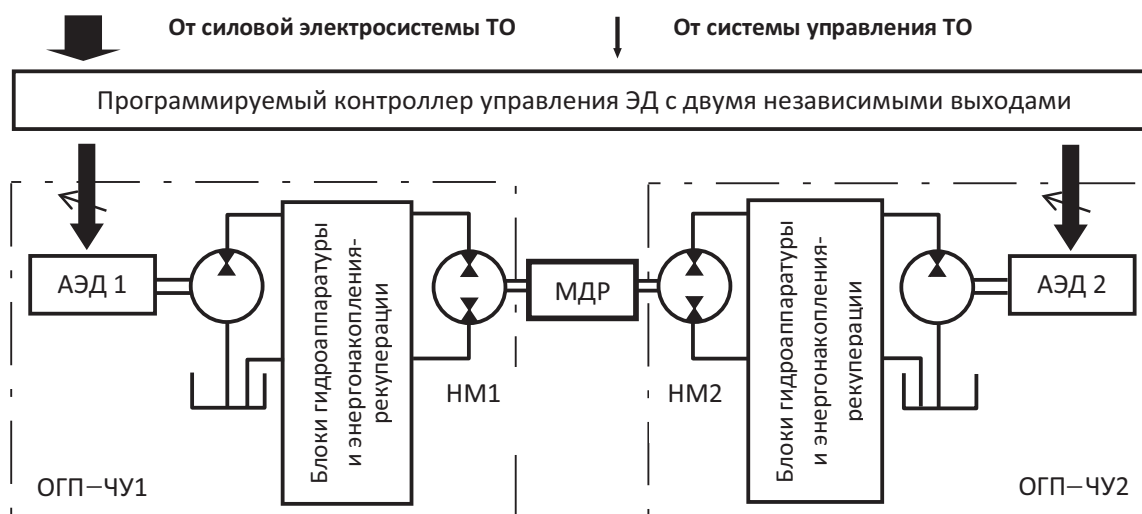 От силовой электросистемы ТО
От системы управления ТО
Программируемый контроллер управления ЭД с двумя независимыми выходами
АЭД 1
Блоки гидроаппаратуры
и энергонакопления-
рекуперации
МДР
Блоки гидроаппаратуры
и энергонакопления-
рекуперации
АЭД 2
НМ1
НМ2
ОГП–ЧУ1
ОГП–ЧУ2